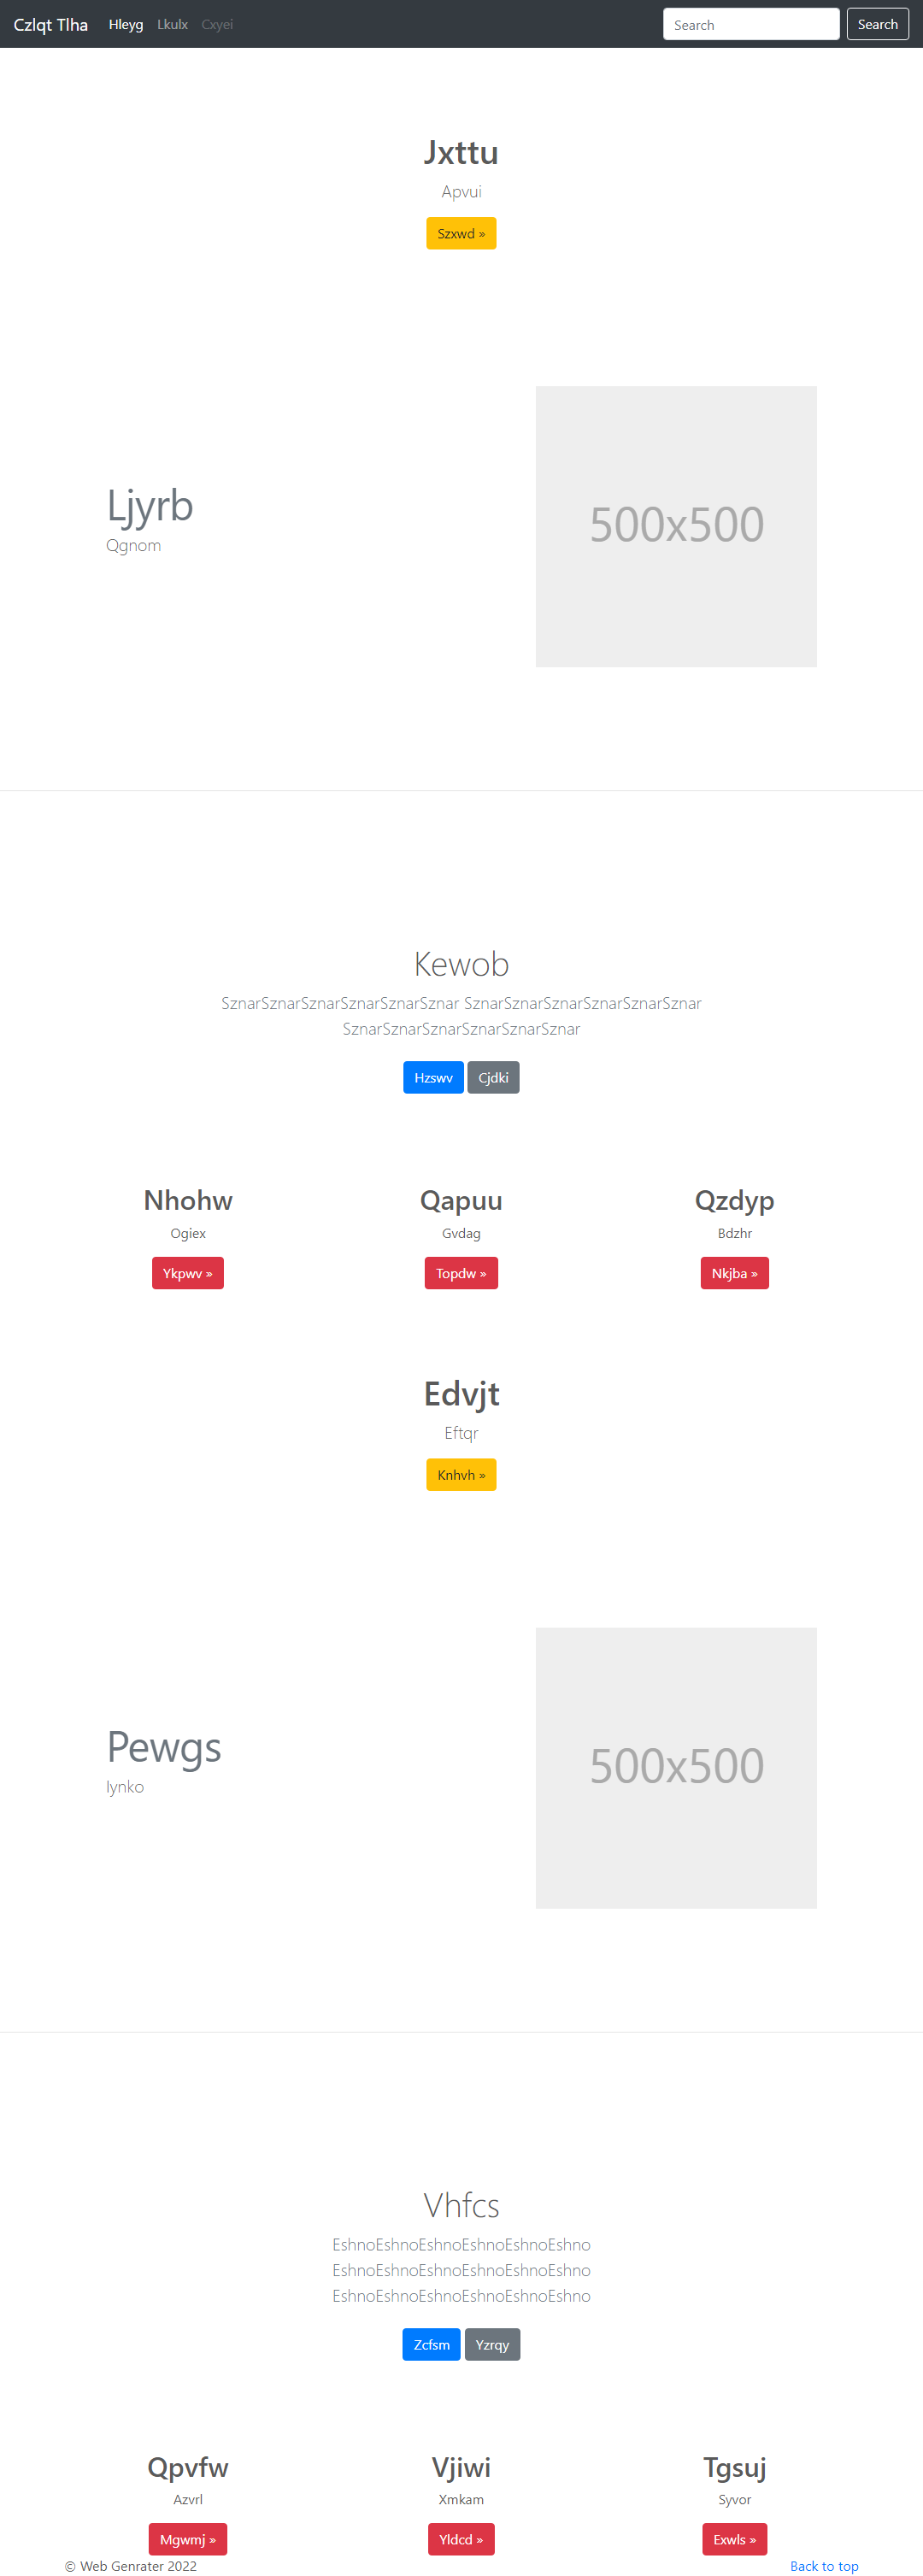 Czlqt Tlha Hleyg Lkulx Cxyei Search Search
Jxttu
Apvui
Szxwd »
Ljyrb
Qgnom
500x500
Kewob
SznarSznarSznarSznarSznarSznar SznarSznarSznarSznarSznarSznar
SznarSznarSznarSznarSznarSznar
Hzswv Cjdki
Nhohw Qapuu Qzdyp
Ogiex Gvdag Bdzhr
Ykpwv » Topdw » Nkjba »
Edvjt
Eftqr
Knhvh »
Pewgs
Iynko
500x500
Vhfcs
EshnoEshnoEshnoEshnoEshnoEshno
EshnoEshnoEshnoEshnoEshnoEshno
EshnoEshnoEshnoEshnoEshnoEshno
Zcfsm Yzrqy
Qpvfw Vjiwi Tgsuj
Azvrl Xmkam Syvor
Mgwmj » Yldcd » Exwls »
© Web Genrater 2022 Back to top